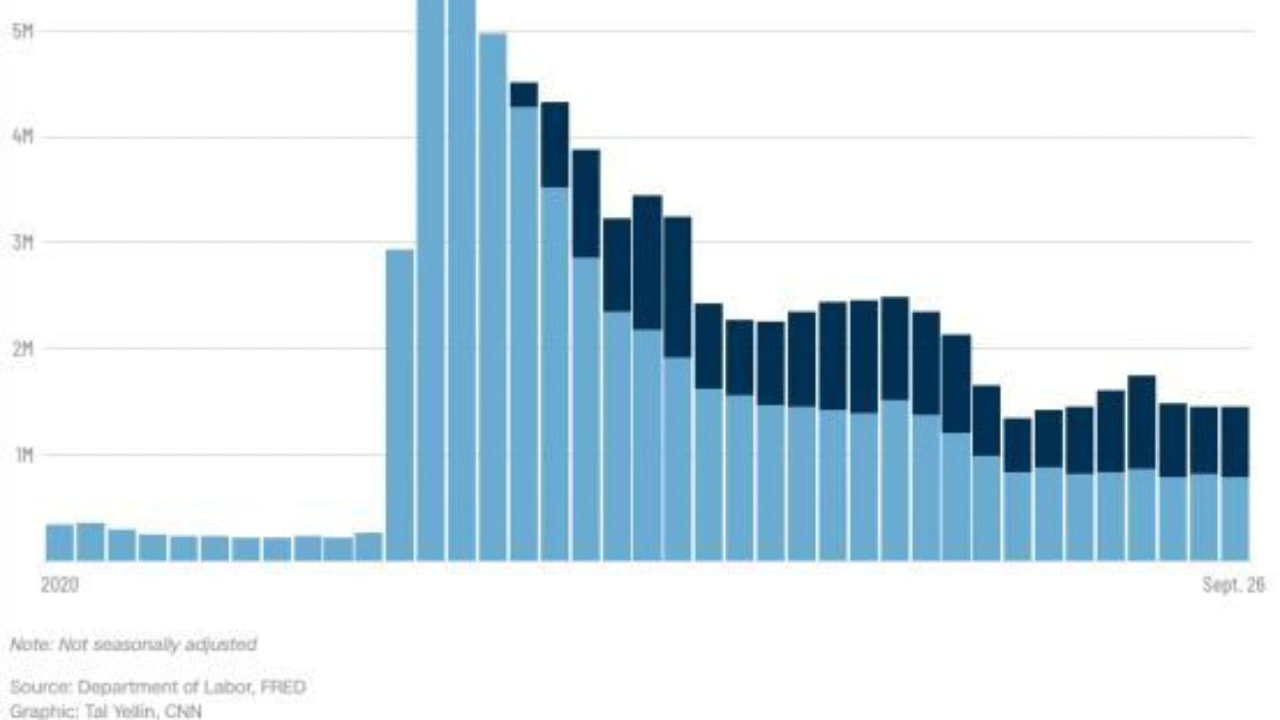 5M
4M
3M
2M
1M
2020 Sept. 26
Note: Not seasonally adjusted
Source: Department of Labor, FRED
Graphic: Tal Yellin, CNN